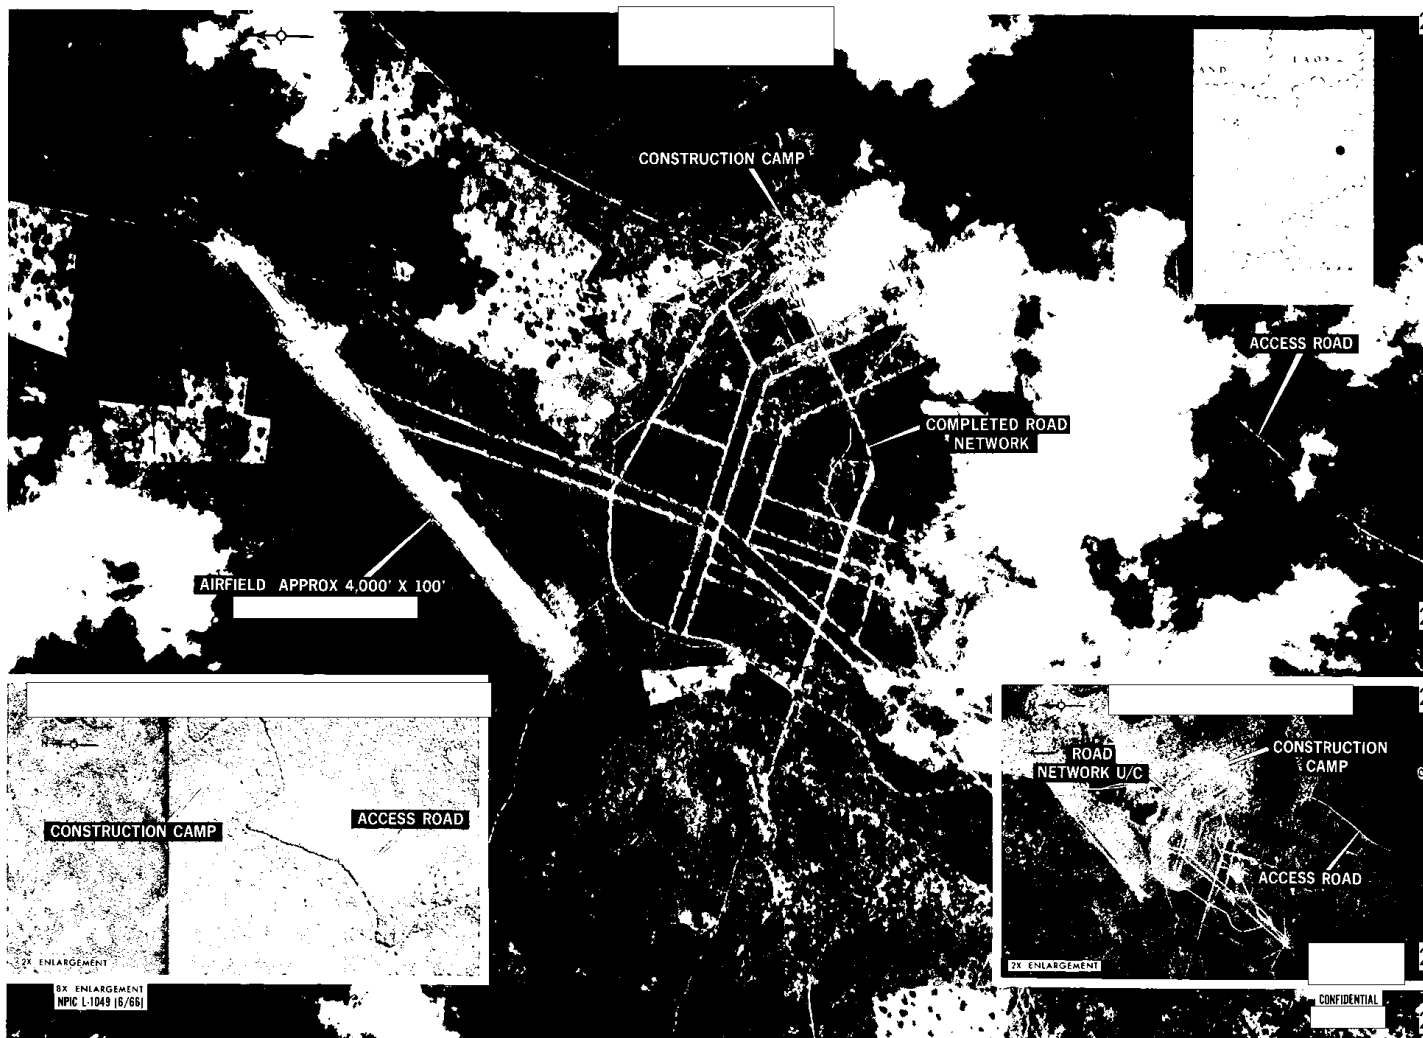 LAOS
CONSTRUCTION CAMP
ACCESS ROAD
COMPLETED ROAD
NETWORK
AIRFIELD APPROX 4,000' X 100'
N
CONSTRUCTION CAMP
ACCESS ROAD
2X ENLARGEMENT
8X ENLARGEMENT
NPIC L-1049 (6/66)
ROAD
NETWORK U/C
CONSTRUCTION
CAMP
ACCESS ROAD
2X ENLARGEMENT
CONFIDENTIAL